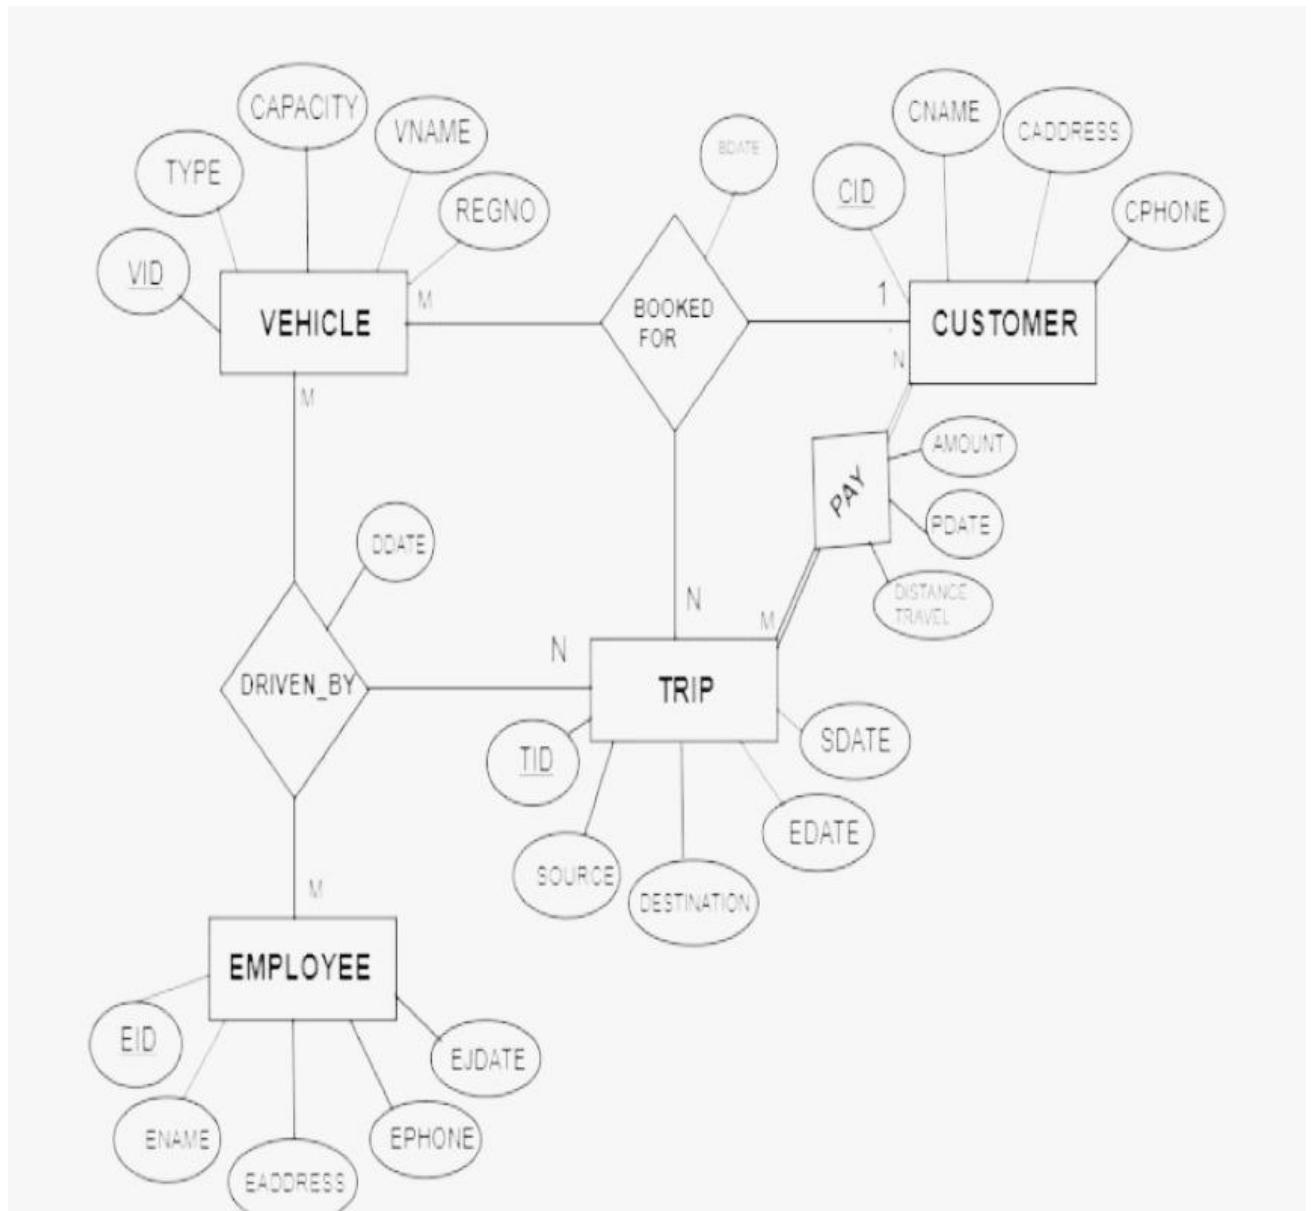 CAPACITY
VNAME
TYPE
REGNO
VID
VEHICLE
M
BDATE
BOOKED
FOR
CNAME
CADDRESS
CID
CPHONE
1
CUSTOMER
N
M
AMOUNT
PAY
PDATE
DISTANCE
TRAVEL
DDATE
N
M
N
DRIVEN_BY
TRIP
TID
SDATE
EDATE
SOURCE
DESTINATION
M
EMPLOYEE
EID
EJDATE
ENAME
EPHONE
EADDRESS